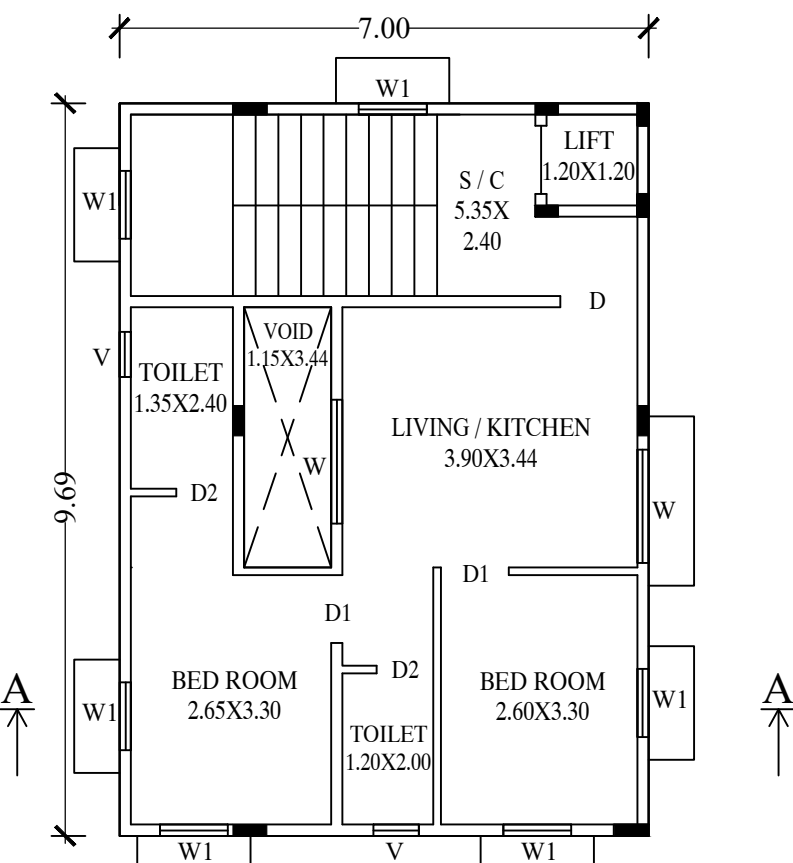 7.00
W1
LIFT
1.20X1.20
W1
S / C
5.35X
2.40
D
VOID
1.15X3.44
V
TOILET
1.35X2.40
LIVING / KITCHEN
3.90X3.44
W
D2
9.69
W
D1
D1
D2
BED ROOM
2.65X3.30
BED ROOM
2.60X3.30
A
W1
W1
A
TOILET
1.20X2.00
W1
V
W1